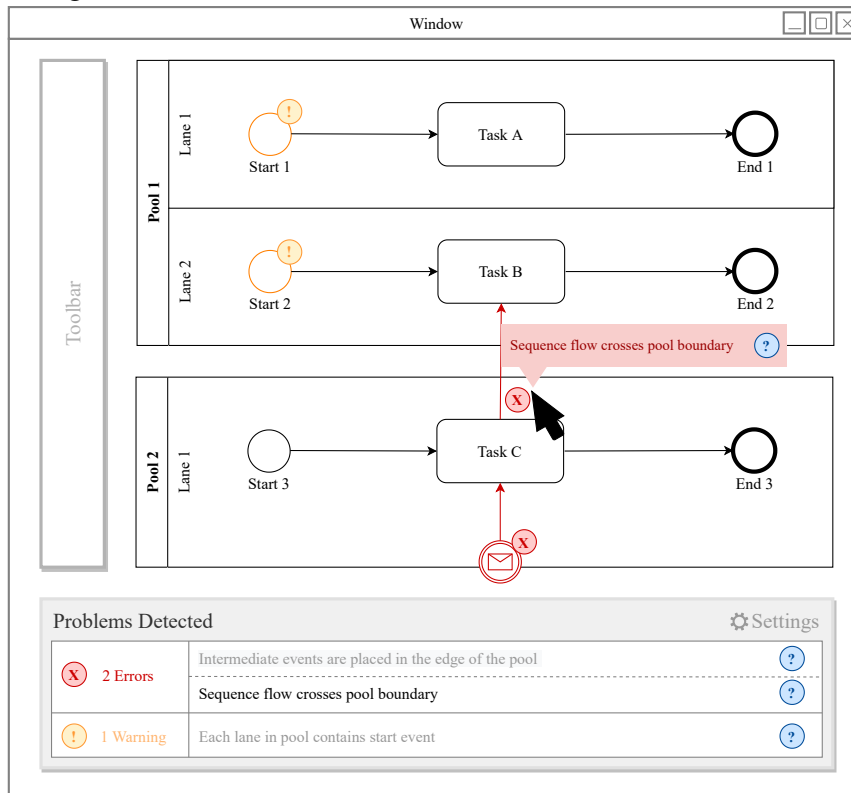 Window
Toolbar
Pool 1
Lane 1
!
Start 1
Task A
End 1
Lane 2
!
Start 2
Task B
End 2
Sequence flow crosses pool boundary ?
X
Pool 2
Lane 1
Start 3
Task C
End 3
X
Problems Detected
Settings
X 2 Errors
Intermediate events are placed in the edge of the pool ?
Sequence flow crosses pool boundary ?
! 1 Warning
Each lane in pool contains start event ?